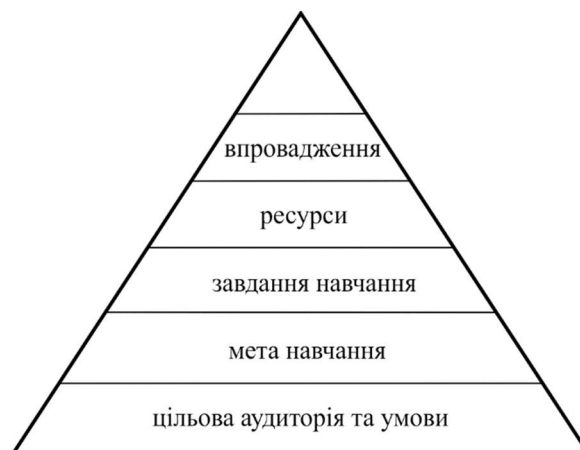 впровадження
ресурси
завдання навчання
мета навчання
цільова аудиторія та умови